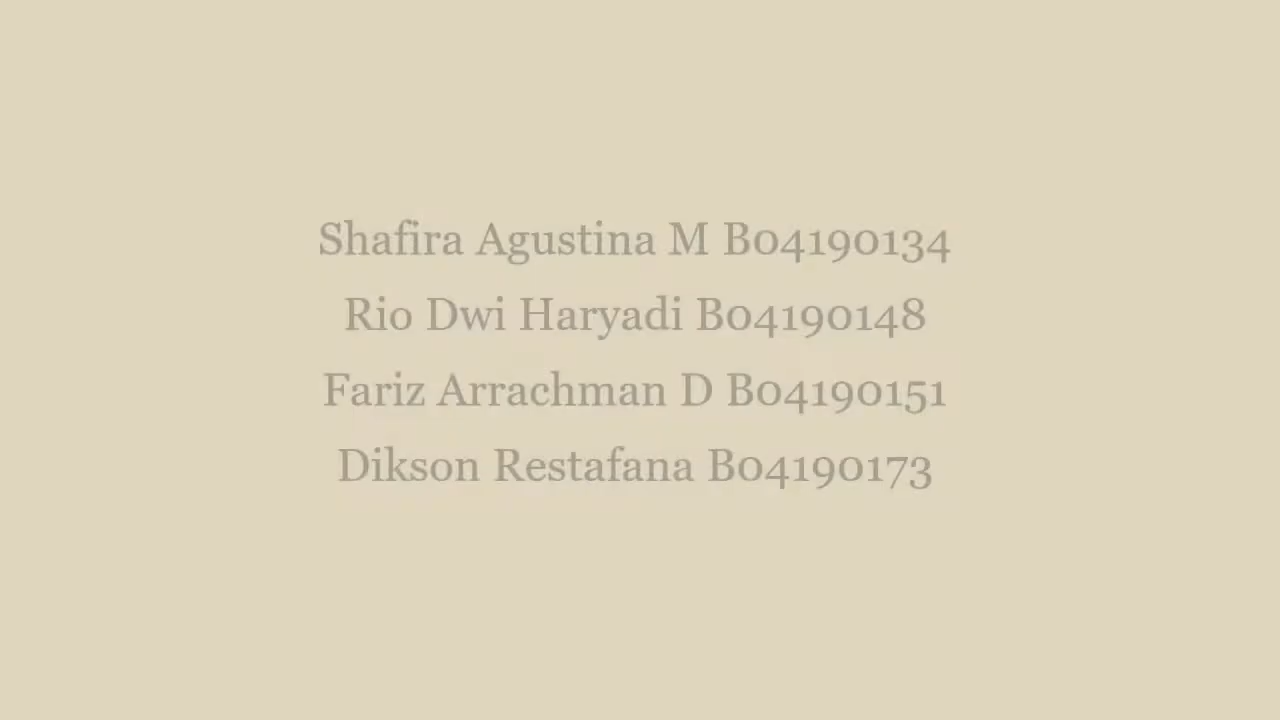 Shafira Agustina M B04190134
Rio Dwi Haryadi B04190148
Fariz Arrachman D B04190151
Dikson Restafana B04190173